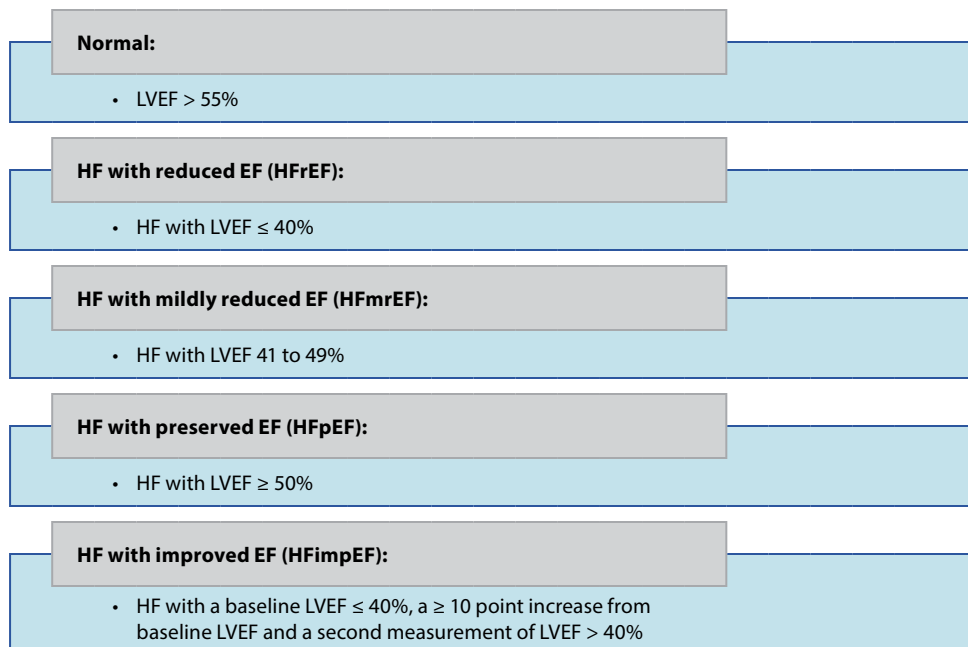 Normal:
• LVEF > 55%
HF with reduced EF (HFrEF):
• HF with LVEF ≤ 40%
HF with mildly reduced EF (HFmrEF):
• HF with LVEF 41 to 49%
HF with preserved EF (HFpEF):
• HF with LVEF ≥ 50%
HF with improved EF (HFimpEF):
• HF with a baseline LVEF ≤ 40%, a ≥ 10 point increase from
baseline LVEF and a second measurement of LVEF > 40%